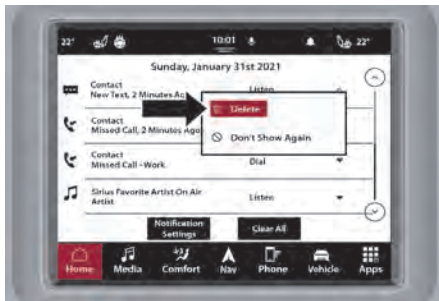 22° 10:01 22°
Sunday, January 31st 2021
Contact
New Text, 2 Minutes Ago
Listen
Delete
Don't Show Again
Contact
Missed Call, 2 Minutes Ago
Contact
Missed Call - Work
Dial
Sirius Favorite Artist On Air
Artist
Listen
Notification
Settings
Clear All
Home Media Comfort Nav Phone Vehicle Apps